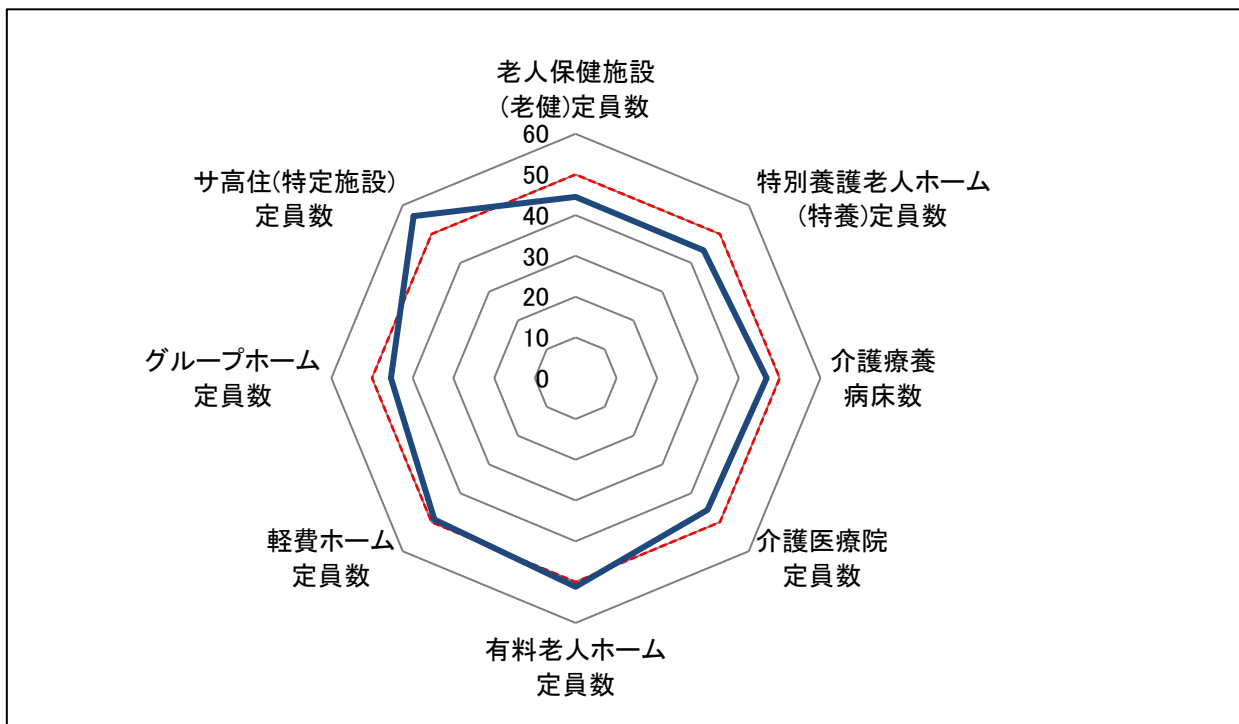 老人保健施設
(老健)定員数
特別養護老人ホーム
(特養)定員数
介護療養
病床数
介護医療院
定員数
有料老人ホーム
定員数
軽費ホーム
定員数
グループホーム
定員数
サ高住(特定施設)
定員数
60
50
40
30
20
10
0